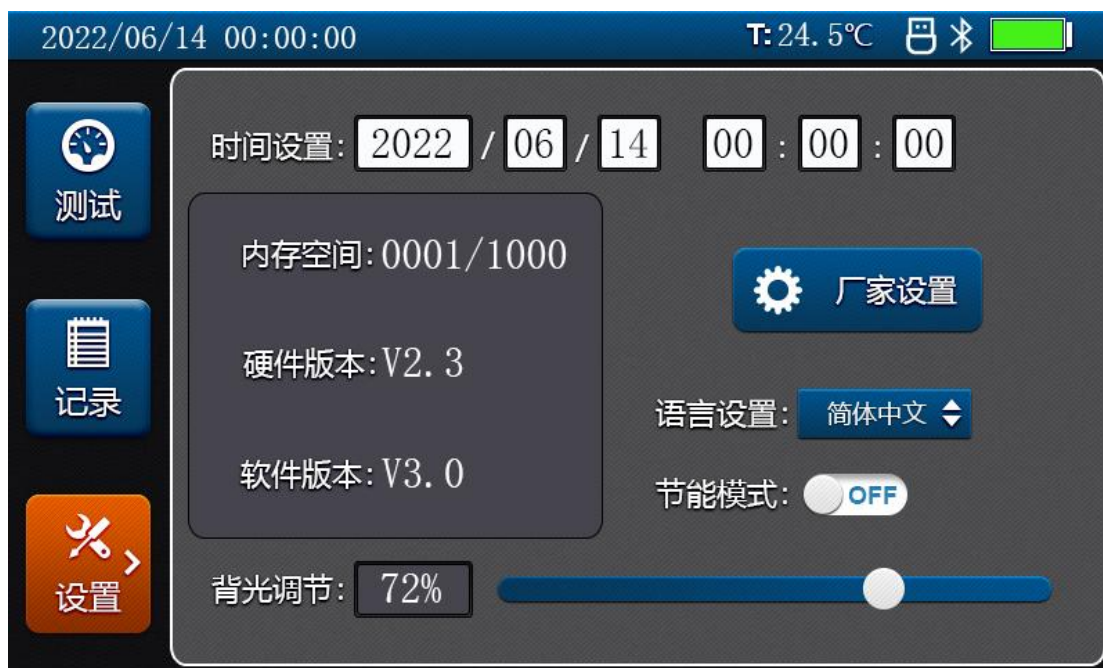 2022/06/14 00:00:00 T:24.5℃
测试
记录
设置
时间设置: 2022 / 06 / 14 00 : 00 : 00
内存空间:0001/1000
硬件版本:V2.3
软件版本:V3.0
厂家设置
语言设置: 简体中文
节能模式: OFF
背光调节: 72%